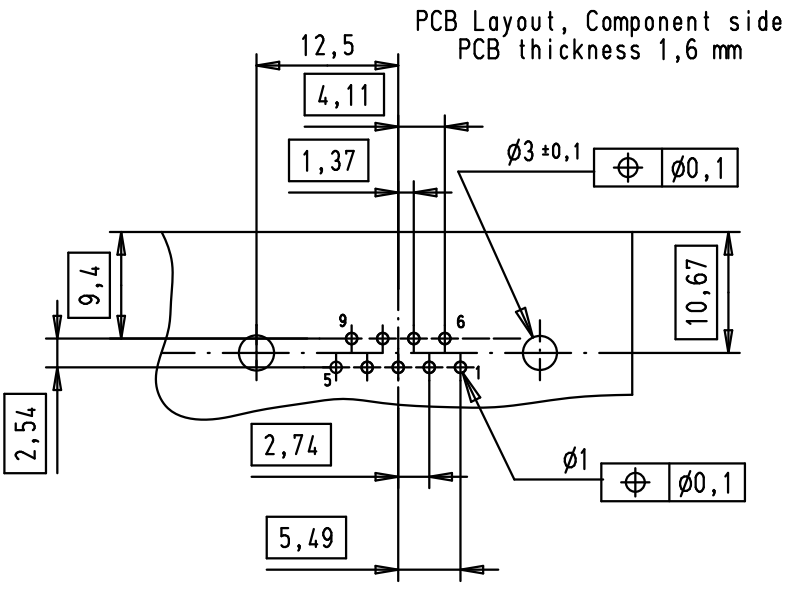 PCB Layout, Component side
PCB thickness 1,6 mm
12,5
4,11
1,37
Ø3 ±0,1
⌖ Ø0,1
9,4
10,67
9
6
5
1
2,54
2,74
Ø1
⌖ Ø0,1
5,49